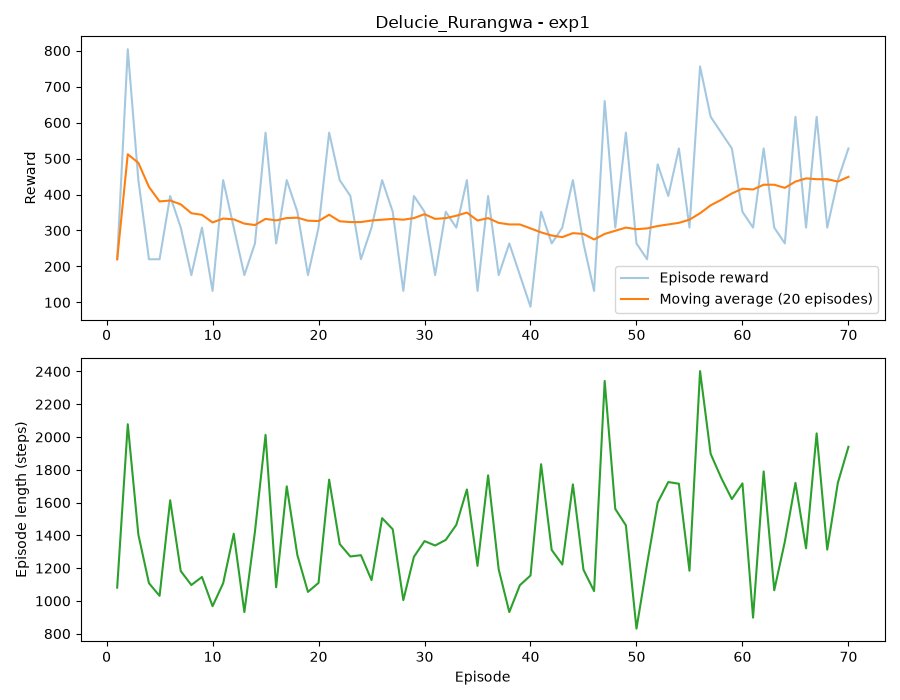 Delucie_Rurangwa - exp1
Reward
800
700
600
500
400
300
200
100
Episode reward
Moving average (20 episodes)
0 10 20 30 40 50 60 70
Episode length (steps)
2400
2200
2000
1800
1600
1400
1200
1000
800
0 10 20 30 40 50 60 70
Episode